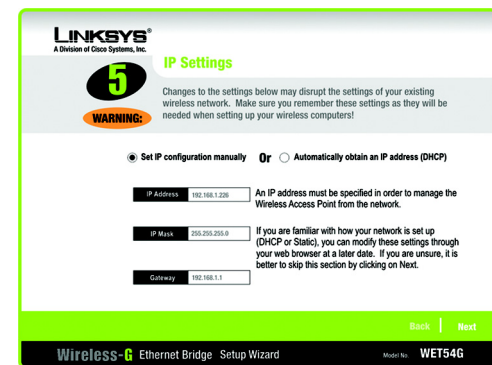 LINKSYS®
A Division of Cisco Systems, Inc.
5
IP Settings
Changes to the settings below may disrupt the settings of your existing
wireless network. Make sure you remember these settings as they will be
needed when setting up your wireless computers!
WARNING:
Set IP configuration manually Or Automatically obtain an IP address (DHCP)
IP Address 192.168.1.226
An IP address must be specified in order to manage the
Wireless Access Point from the network.
IP Mask 255.255.255.0
If you are familiar with how your network is set up
(DHCP or Static), you can modify these settings through
your web browser at a later date. If you are unsure, it is
better to skip this section by clicking on Next.
Gateway 192.168.1.1
Back Next
Wireless-G Ethernet Bridge Setup Wizard Model No. WET54G